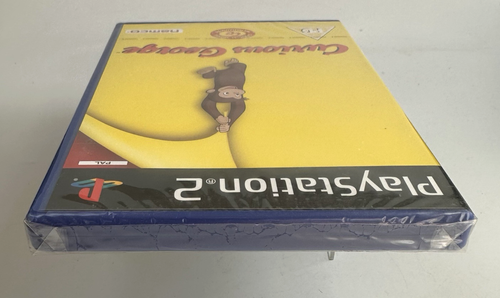 PlayStation®2
PAL
Curious George
namco